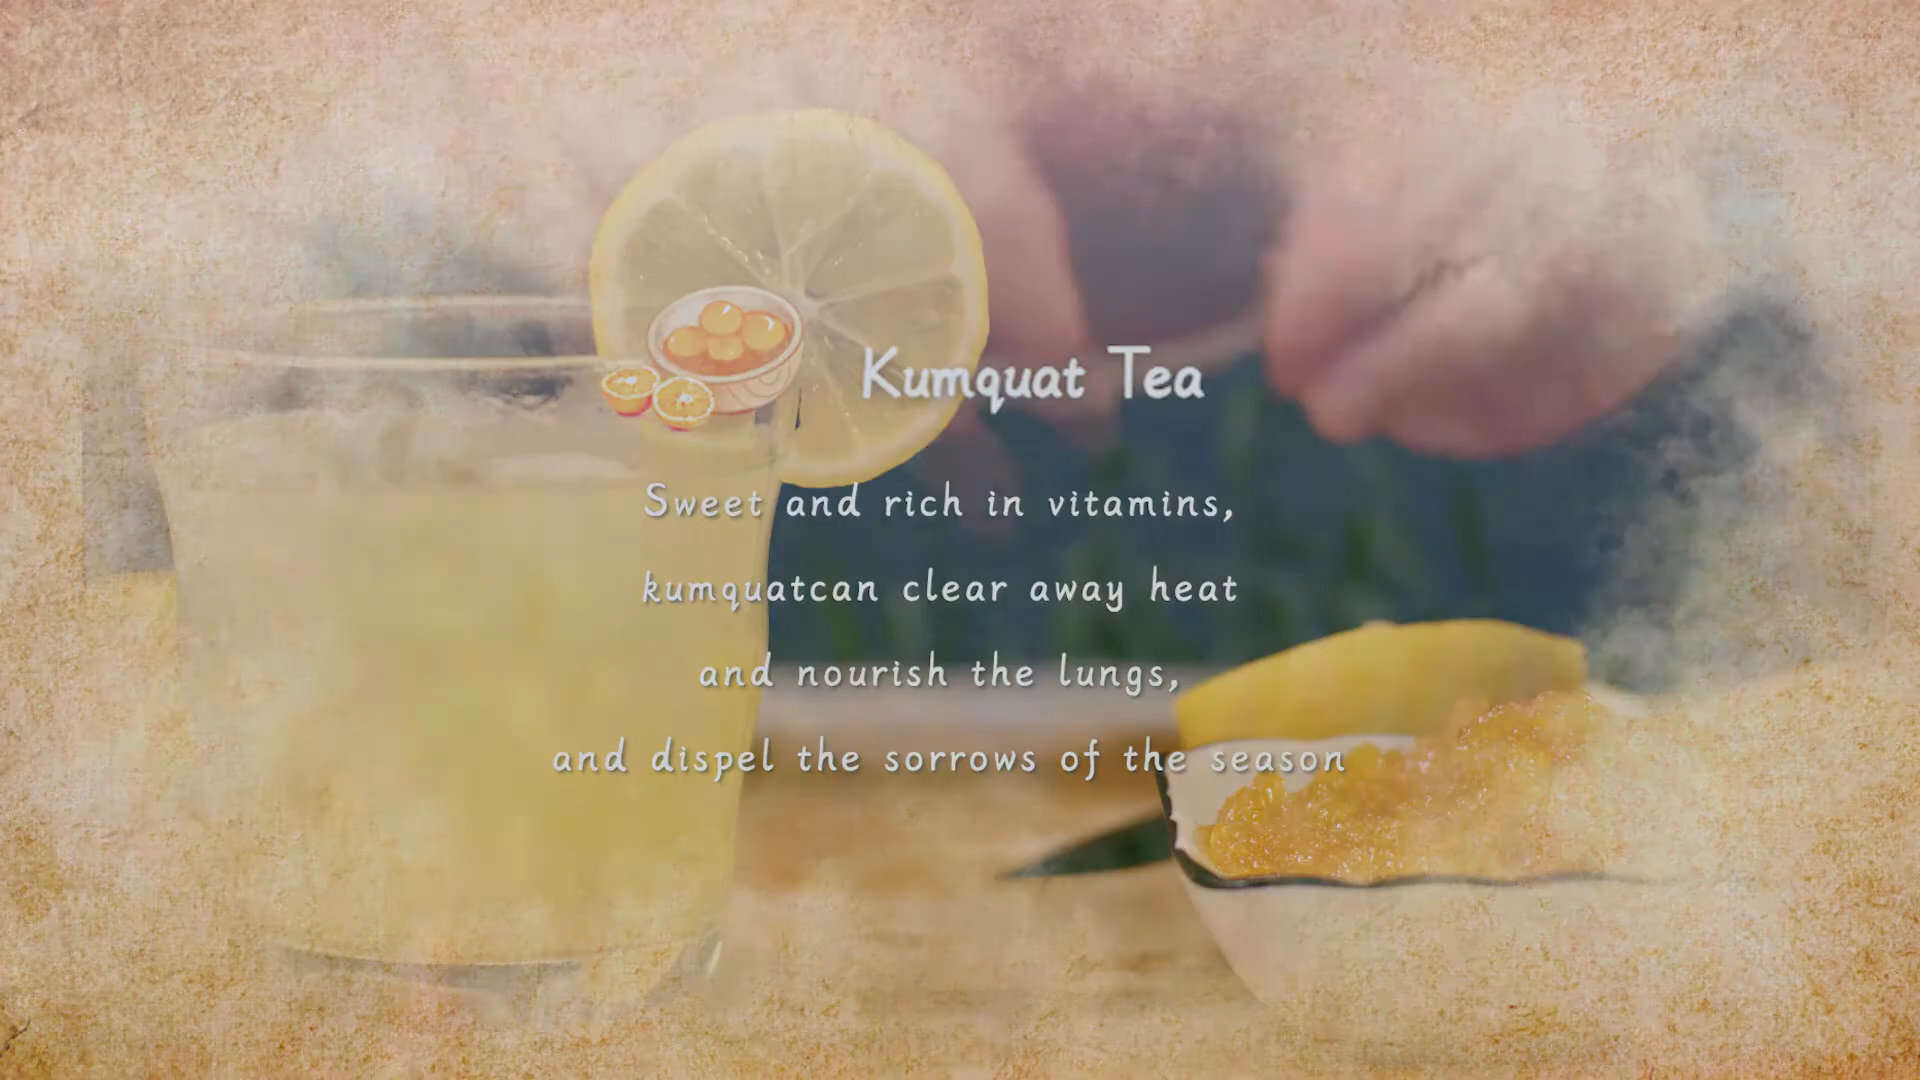 Kumquat Tea
Sweet and rich in vitamins,
kumquatcan clear away heat
and nourish the lungs,
and dispel the sorrows of the season